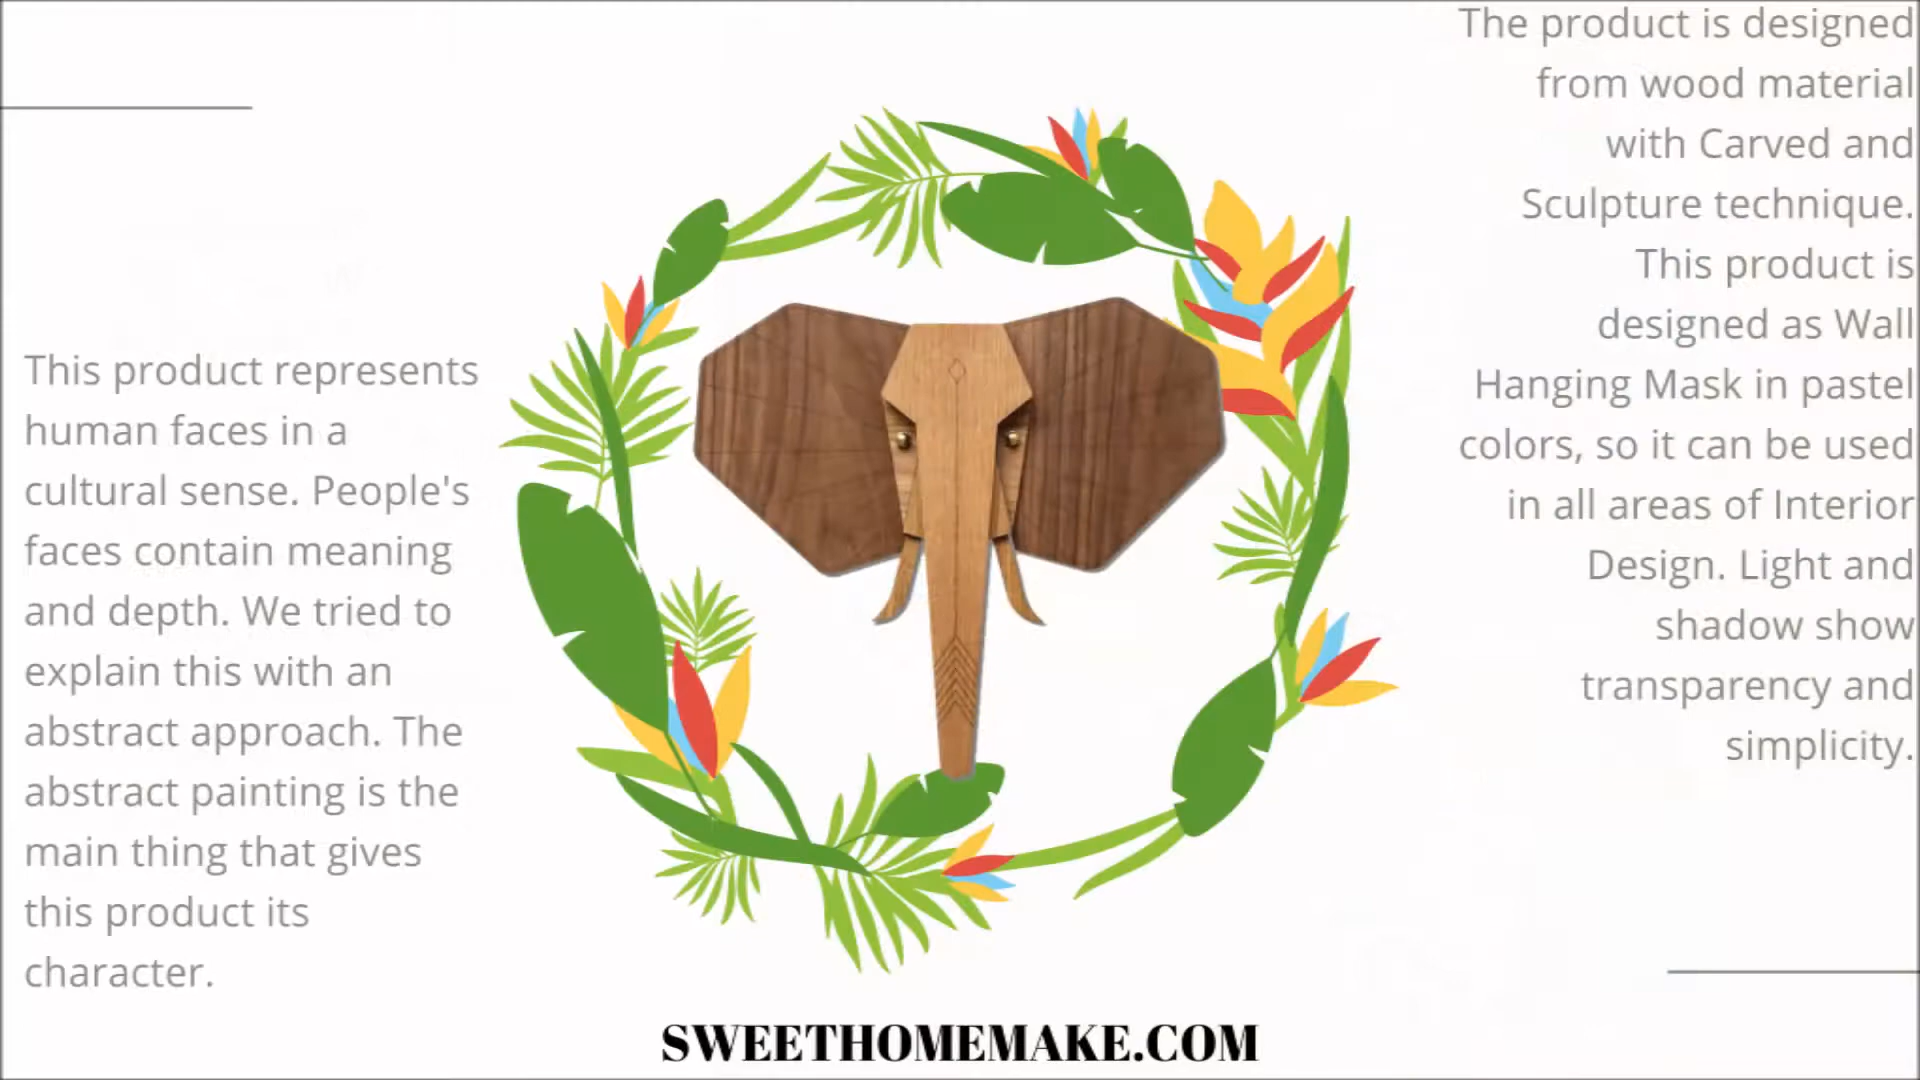 This product represents
human faces in a
cultural sense. People's
faces contain meaning
and depth. We tried to
explain this with an
abstract approach. The
abstract painting is the
main thing that gives
this product its
character.
The product is designed
from wood material
with Carved and
Sculpture technique.
This product is
designed as Wall
Hanging Mask in pastel
colors, so it can be used
in all areas of Interior
Design. Light and
shadow show
transparency and
simplicity.
SWEETHOMEMAKE.COM